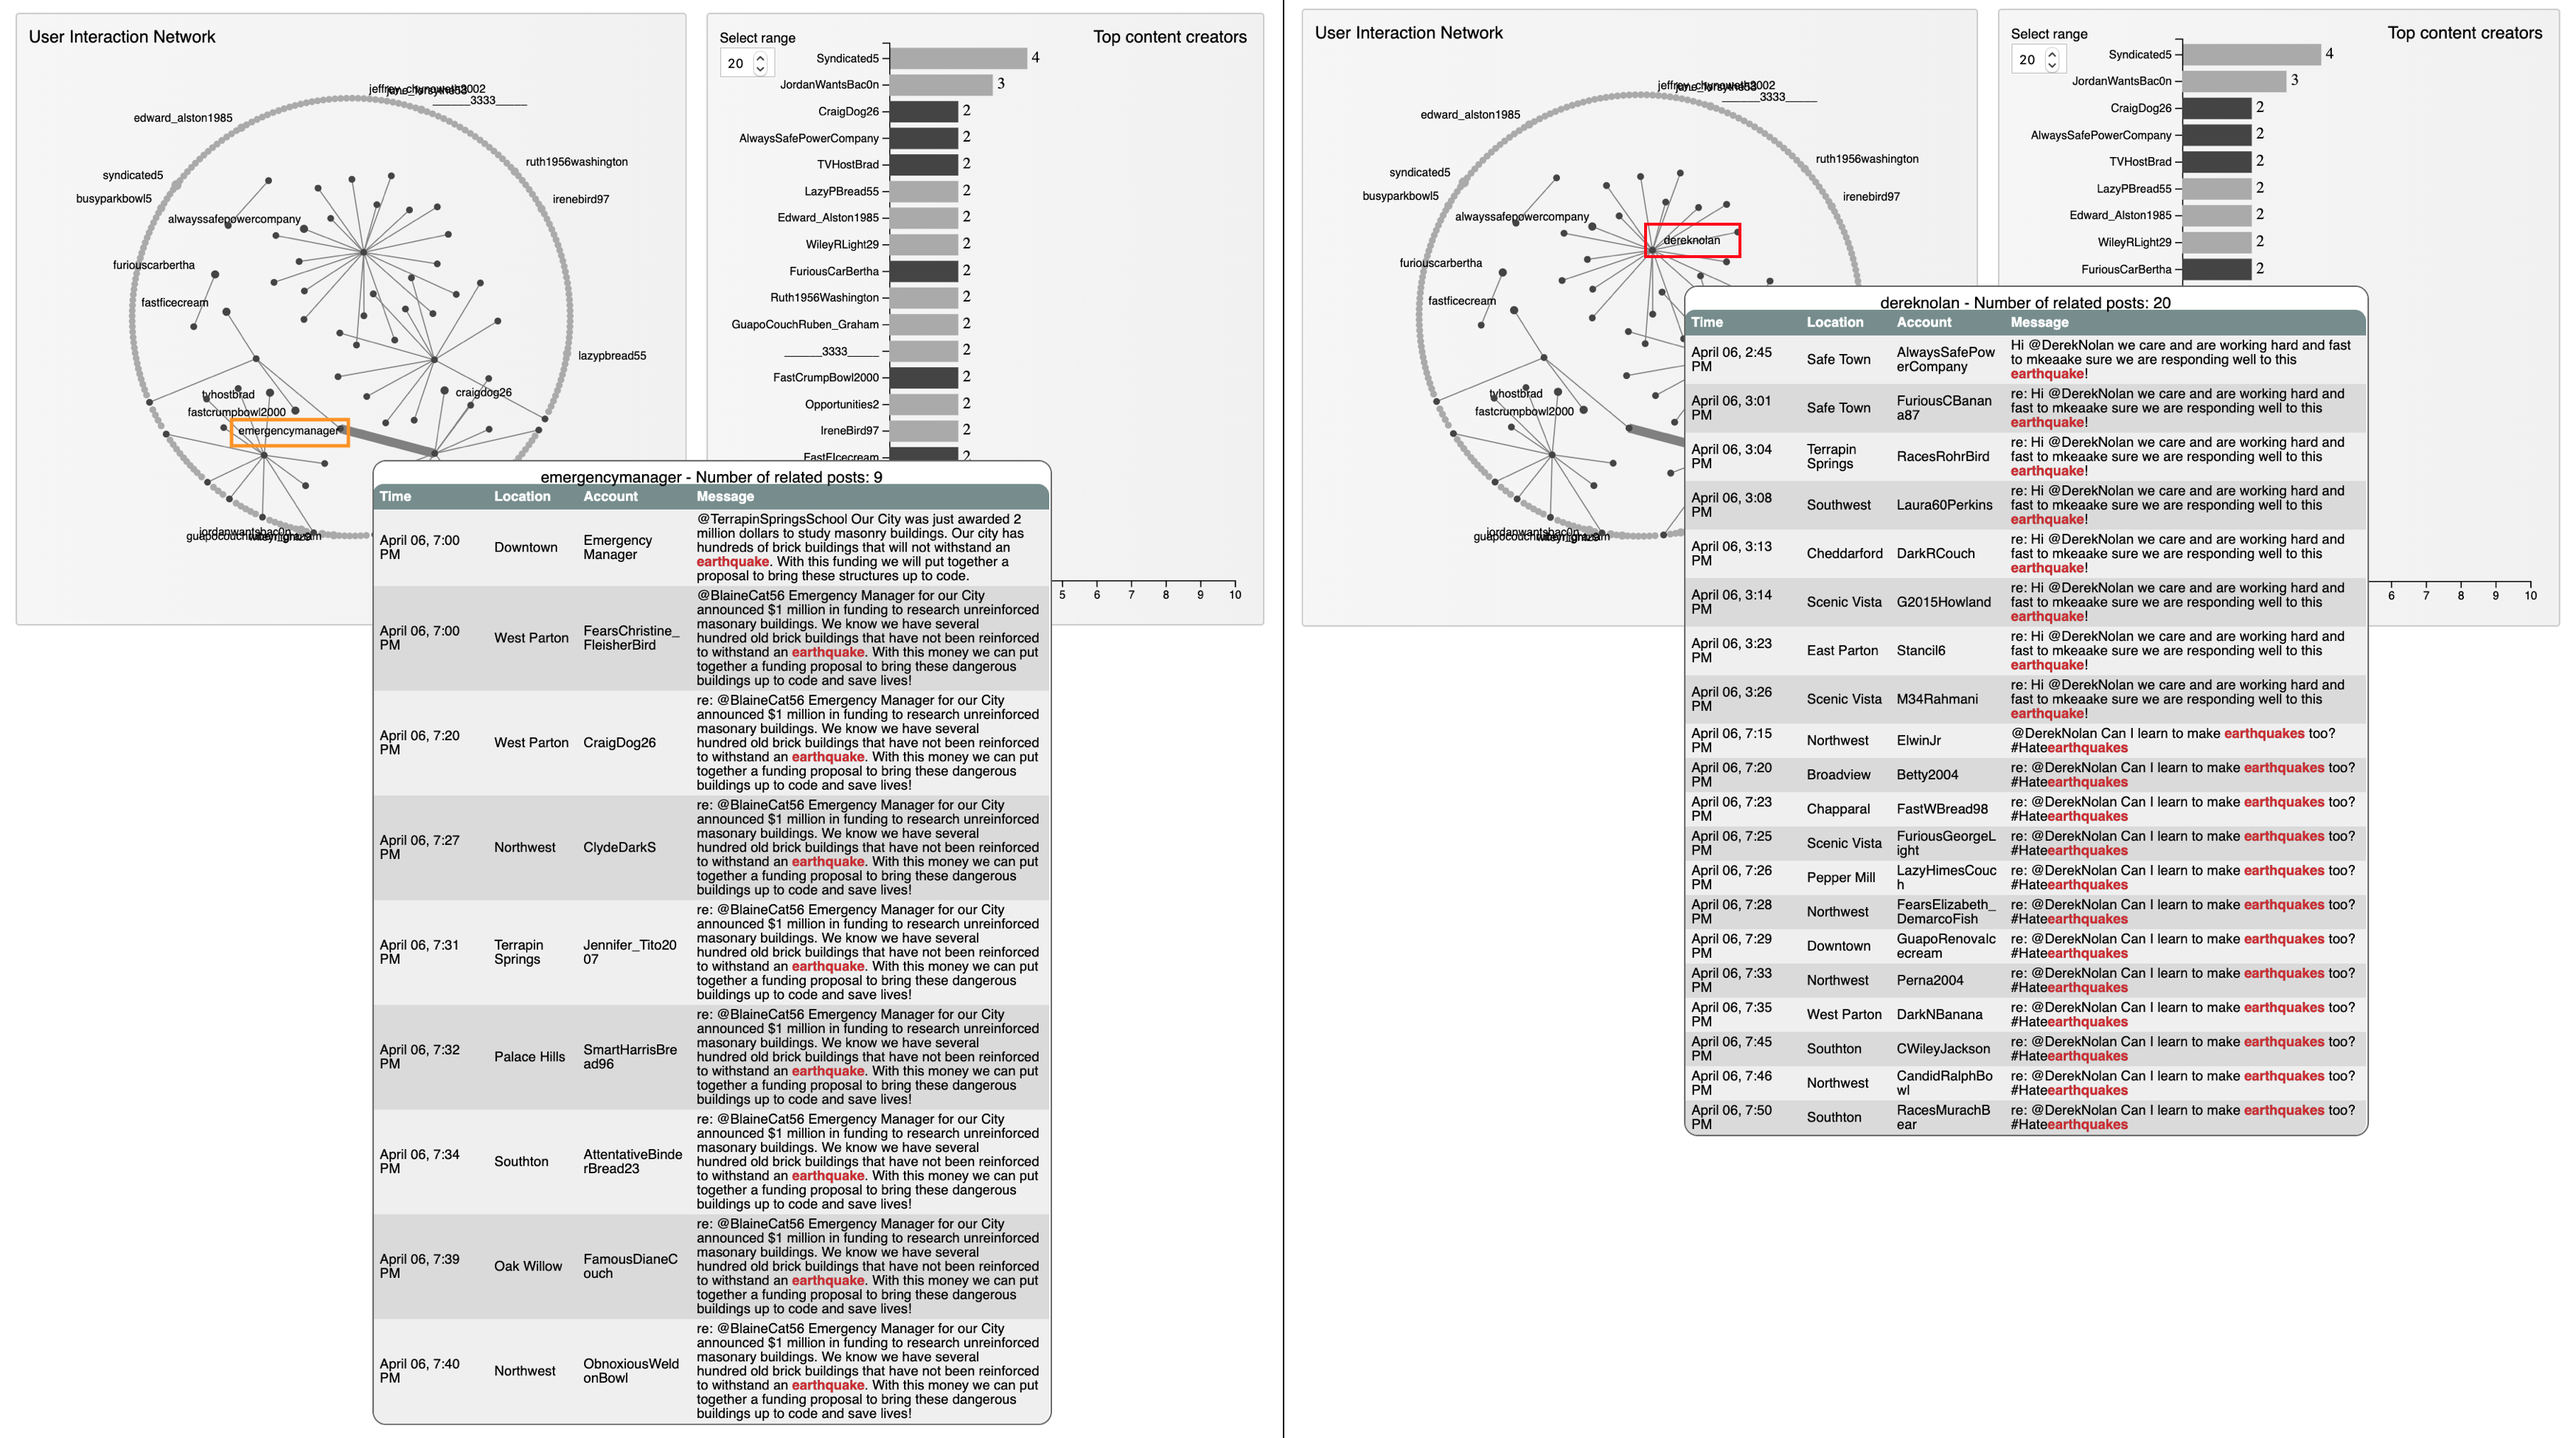 User Interaction Network
jeffrey_chynoweth2002
______3333_____
edward_alston1985
ruth1956washington
syndicated5
busyparkbowl5
irenebird97
alwayssafepowercompany
furiouscarbertha
fastficecream
lazypbread55
tvhostbrad
craigdog26
fastcrumpbowl2000
emergencymanager
jordanwantsbac0n
Select range
20
Top content creators
Syndicated5 4
JordanWantsBac0n 3
CraigDog26 2
AlwaysSafePowerCompany 2
TVHostBrad 2
LazyPBread55 2
Edward_Alston1985 2
WileyRLight29 2
FuriousCarBertha 2
Ruth1956Washington 2
GuapoCouchRuben_Graham 2
______3333_____ 2
FastCrumpBowl2000 2
Opportunities2 2
IreneBird97 2
FastFIcecream 2
5 6 7 8 9 10
emergencymanager - Number of related posts: 9
Time Location Account Message
April 06, 7:00
PM
Downtown
Emergency
Manager
@TerrapinSpringsSchool Our City was just awarded 2
million dollars to study masonry buildings. Our city has
hundreds of brick buildings that will not withstand an
earthquake. With this funding we will put together a
proposal to bring these structures up to code.
April 06, 7:00
PM
West Parton
FearsChristine_
FleisherBird
@BlaineCat56 Emergency Manager for our City
announced $1 million in funding to research unreinforced
masonary buildings. We know we have several
hundred old brick buildings that have not been reinforced
to withstand an earthquake. With this money we can put
together a funding proposal to bring these dangerous
buildings up to code and save lives!
April 06, 7:20
PM
West Parton
CraigDog26
re: @BlaineCat56 Emergency Manager for our City
announced $1 million in funding to research unreinforced
masonary buildings. We know we have several
hundred old brick buildings that have not been reinforced
to withstand an earthquake. With this money we can put
together a funding proposal to bring these dangerous
buildings up to code and save lives!
April 06, 7:27
PM
Northwest
ClydeDarkS
re: @BlaineCat56 Emergency Manager for our City
announced $1 million in funding to research unreinforced
masonary buildings. We know we have several
hundred old brick buildings that have not been reinforced
to withstand an earthquake. With this money we can put
together a funding proposal to bring these dangerous
buildings up to code and save lives!
April 06, 7:31
PM
Terrapin
Springs
Jennifer_Tito20
07
re: @BlaineCat56 Emergency Manager for our City
announced $1 million in funding to research unreinforced
masonary buildings. We know we have several
hundred old brick buildings that have not been reinforced
to withstand an earthquake. With this money we can put
together a funding proposal to bring these dangerous
buildings up to code and save lives!
April 06, 7:32
PM
Palace Hills
SmartHarrisBre
ad96
re: @BlaineCat56 Emergency Manager for our City
announced $1 million in funding to research unreinforced
masonary buildings. We know we have several
hundred old brick buildings that have not been reinforced
to withstand an earthquake. With this money we can put
together a funding proposal to bring these dangerous
buildings up to code and save lives!
April 06, 7:34
PM
Southton
AttentativeBinde
rBread23
re: @BlaineCat56 Emergency Manager for our City
announced $1 million in funding to research unreinforced
masonary buildings. We know we have several
hundred old brick buildings that have not been reinforced
to withstand an earthquake. With this money we can put
together a funding proposal to bring these dangerous
buildings up to code and save lives!
April 06, 7:39
PM
Oak Willow
FamousDianeC
ouch
re: @BlaineCat56 Emergency Manager for our City
announced $1 million in funding to research unreinforced
masonary buildings. We know we have several
hundred old brick buildings that have not been reinforced
to withstand an earthquake. With this money we can put
together a funding proposal to bring these dangerous
buildings up to code and save lives!
April 06, 7:40
PM
Northwest
ObnoxiousWeld
onBowl
re: @BlaineCat56 Emergency Manager for our City
announced $1 million in funding to research unreinforced
masonary buildings. We know we have several
hundred old brick buildings that have not been reinforced
to withstand an earthquake. With this money we can put
together a funding proposal to bring these dangerous
buildings up to code and save lives!
User Interaction Network
jeffrey_chynoweth2002
______3333_____
edward_alston1985
ruth1956washington
syndicated5
busyparkbowl5
irenebird97
alwayssafepowercompany
dereknolan
furiouscarbertha
fastficecream
tvhostbrad
fastcrumpbowl2000
jordanwantsbac0n
Select range
20
Top content creators
Syndicated5 4
JordanWantsBac0n 3
CraigDog26 2
AlwaysSafePowerCompany 2
TVHostBrad 2
LazyPBread55 2
Edward_Alston1985 2
WileyRLight29 2
FuriousCarBertha 2
6 7 8 9 10
dereknolan - Number of related posts: 20
Time Location Account Message
April 06, 2:45
PM
Safe Town
AlwaysSafePow
erCompany
Hi @DerekNolan we care and are working hard and fast
to mkeaake sure we are responding well to this
earthquake!
April 06, 3:01
PM
Safe Town
FuriousCBanan
a87
re: Hi @DerekNolan we care and are working hard and
fast to mkeaake sure we are responding well to this
earthquake!
April 06, 3:04
PM
Terrapin
Springs
RacesRohrBird
re: Hi @DerekNolan we care and are working hard and
fast to mkeaake sure we are responding well to this
earthquake!
April 06, 3:08
PM
Southwest
Laura60Perkins
re: Hi @DerekNolan we care and are working hard and
fast to mkeaake sure we are responding well to this
earthquake!
April 06, 3:13
PM
Cheddarford
DarkRCouch
re: Hi @DerekNolan we care and are working hard and
fast to mkeaake sure we are responding well to this
earthquake!
April 06, 3:14
PM
Scenic Vista
G2015Howland
re: Hi @DerekNolan we care and are working hard and
fast to mkeaake sure we are responding well to this
earthquake!
April 06, 3:23
PM
East Parton
Stancil6
re: Hi @DerekNolan we care and are working hard and
fast to mkeaake sure we are responding well to this
earthquake!
April 06, 3:26
PM
Scenic Vista
M34Rahmani
re: Hi @DerekNolan we care and are working hard and
fast to mkeaake sure we are responding well to this
earthquake!
April 06, 7:15
PM
Northwest
ElwinJr
@DerekNolan Can I learn to make earthquakes too?
#Hateearthquakes
April 06, 7:20
PM
Broadview
Betty2004
re: @DerekNolan Can I learn to make earthquakes too?
#Hateearthquakes
April 06, 7:23
PM
Chapparal
FastWBread98
re: @DerekNolan Can I learn to make earthquakes too?
#Hateearthquakes
April 06, 7:25
PM
Scenic Vista
FuriousGeorgeL
ight
re: @DerekNolan Can I learn to make earthquakes too?
#Hateearthquakes
April 06, 7:26
PM
Pepper Mill
LazyHimesCouc
h
re: @DerekNolan Can I learn to make earthquakes too?
#Hateearthquakes
April 06, 7:28
PM
Northwest
FearsElizabeth_
DemarcoFish
re: @DerekNolan Can I learn to make earthquakes too?
#Hateearthquakes
April 06, 7:29
PM
Downtown
GuapoRenovaIc
ecream
re: @DerekNolan Can I learn to make earthquakes too?
#Hateearthquakes
April 06, 7:33
PM
Northwest
Perna2004
re: @DerekNolan Can I learn to make earthquakes too?
#Hateearthquakes
April 06, 7:35
PM
West Parton
DarkNBanana
re: @DerekNolan Can I learn to make earthquakes too?
#Hateearthquakes
April 06, 7:45
PM
Southton
CWileyJackson
re: @DerekNolan Can I learn to make earthquakes too?
#Hateearthquakes
April 06, 7:46
PM
Northwest
CandidRalphBo
wl
re: @DerekNolan Can I learn to make earthquakes too?
#Hateearthquakes
April 06, 7:50
PM
Southton
RacesMurachB
ear
re: @DerekNolan Can I learn to make earthquakes too?
#Hateearthquakes